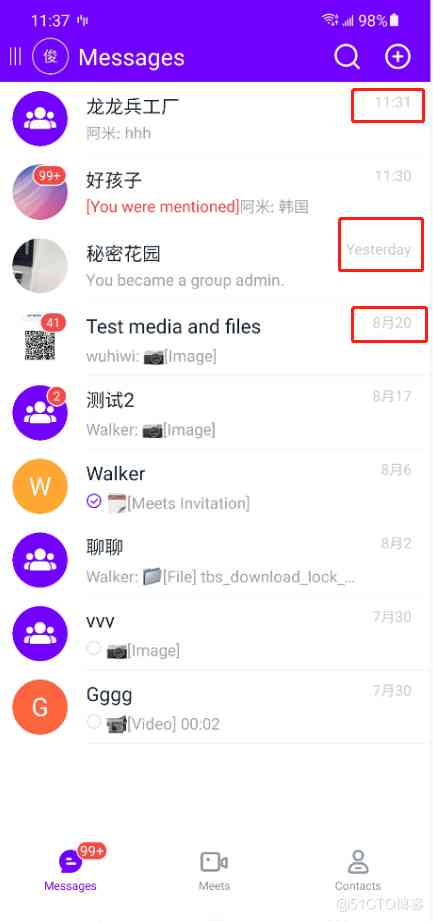 11:37 98%
俊 Messages
龙龙兵工厂 11:31
阿米: hhh
99+
好孩子 11:30
[You were mentioned]阿米: 韩国
秘密花园 Yesterday
You became a group admin.
41
Test media and files 8月20
wuhiwi: [Image]
2
测试2 8月17
Walker: [Image]
W
Walker 8月6
[Meets Invitation]
聊聊 8月2
Walker: [File] tbs_download_lock_...
vvv 7月30
[Image]
G
Gggg 7月30
[Video] 00:02
99+
Messages Meets Contacts
@51CTO博客